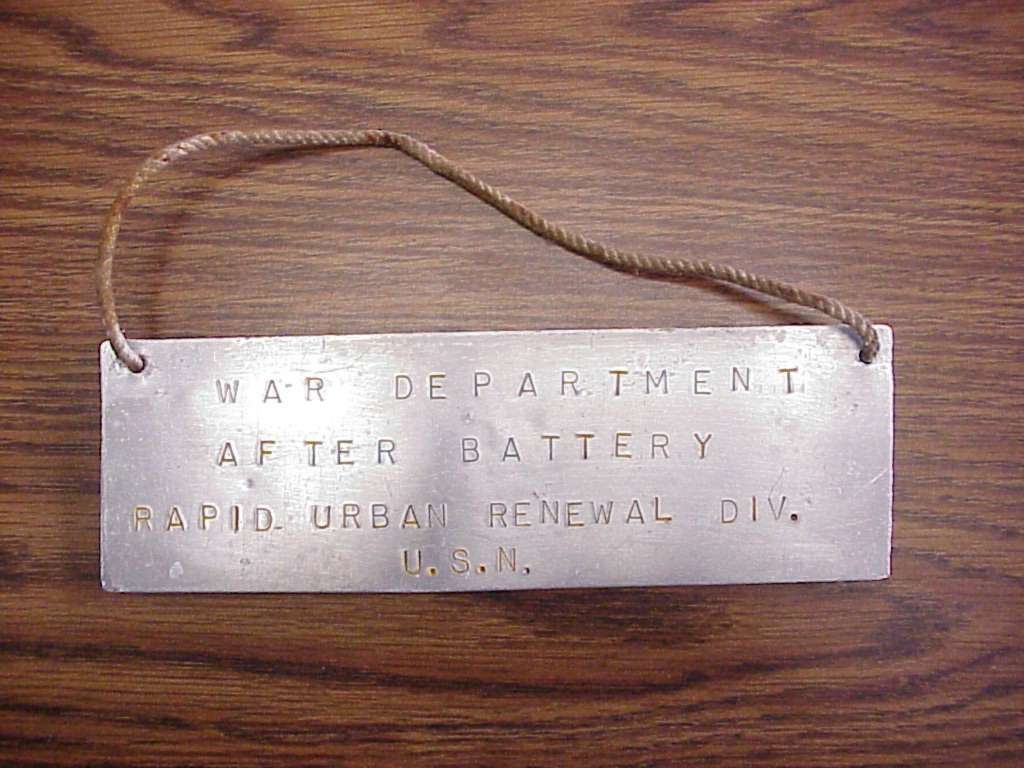 WAR DEPARTMENT
AFTER BATTERY
RAPID URBAN RENEWAL DIV.
U.S.N.